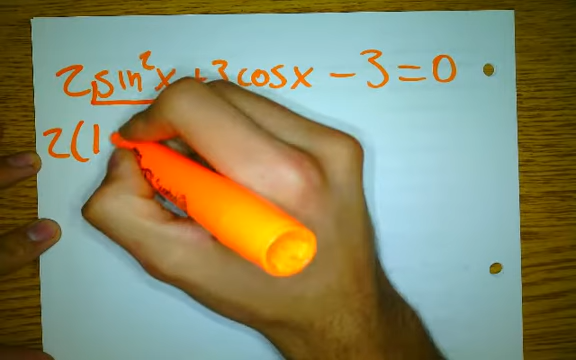 2sin²x + 3cosx - 3 = 0
2(1